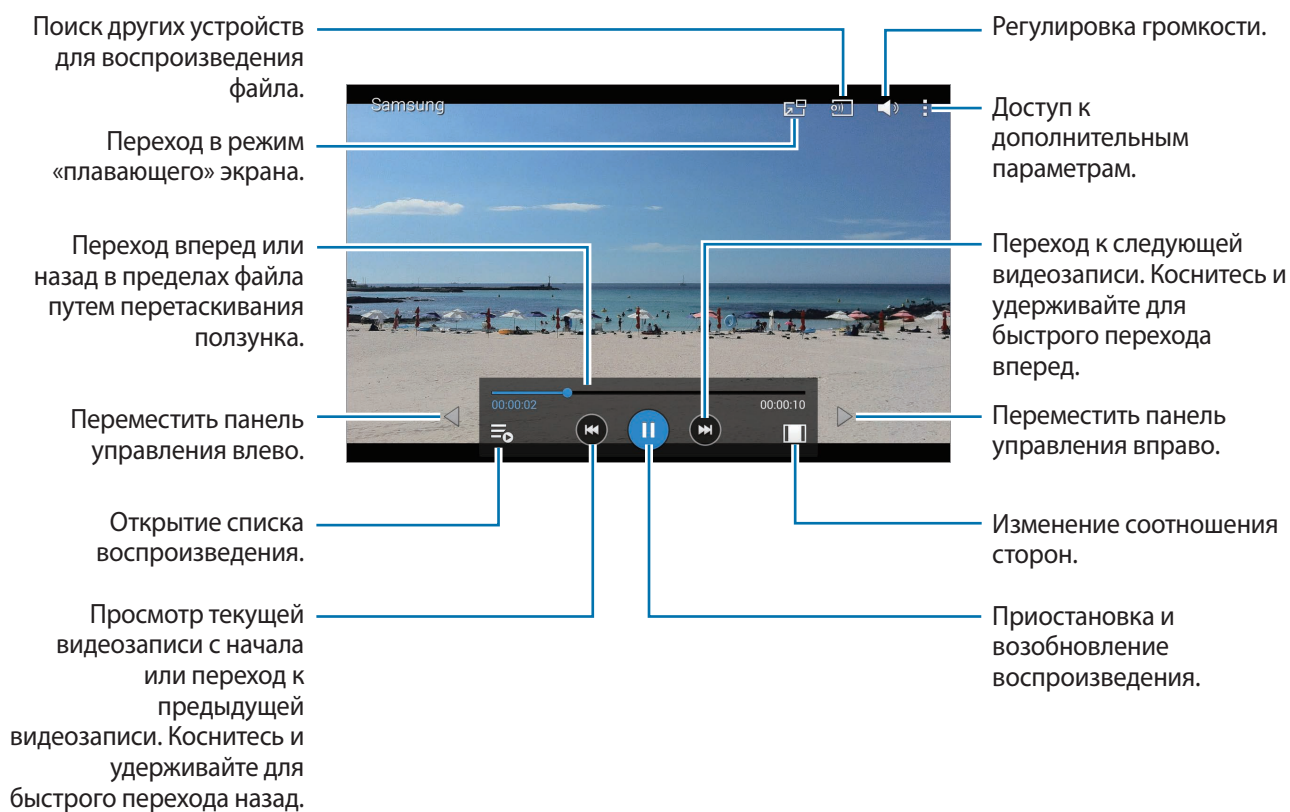 Поиск других устройств
для воспроизведения
файла.
Переход в режим
«плавающего» экрана.
Переход вперед или
назад в пределах файла
путем перетаскивания
ползунка.
Переместить панель
управления влево.
Открытие списка
воспроизведения.
Просмотр текущей
видеозаписи с начала
или переход к
предыдущей
видеозаписи. Коснитесь и
удерживайте для
быстрого перехода назад.
Samsung
00:00:02
00:00:10
Регулировка громкости.
Доступ к
дополнительным
параметрам.
Переход к следующей
видеозаписи. Коснитесь и
удерживайте для
быстрого перехода
вперед.
Переместить панель
управления вправо.
Изменение соотношения
сторон.
Приостановка и
возобновление
воспроизведения.